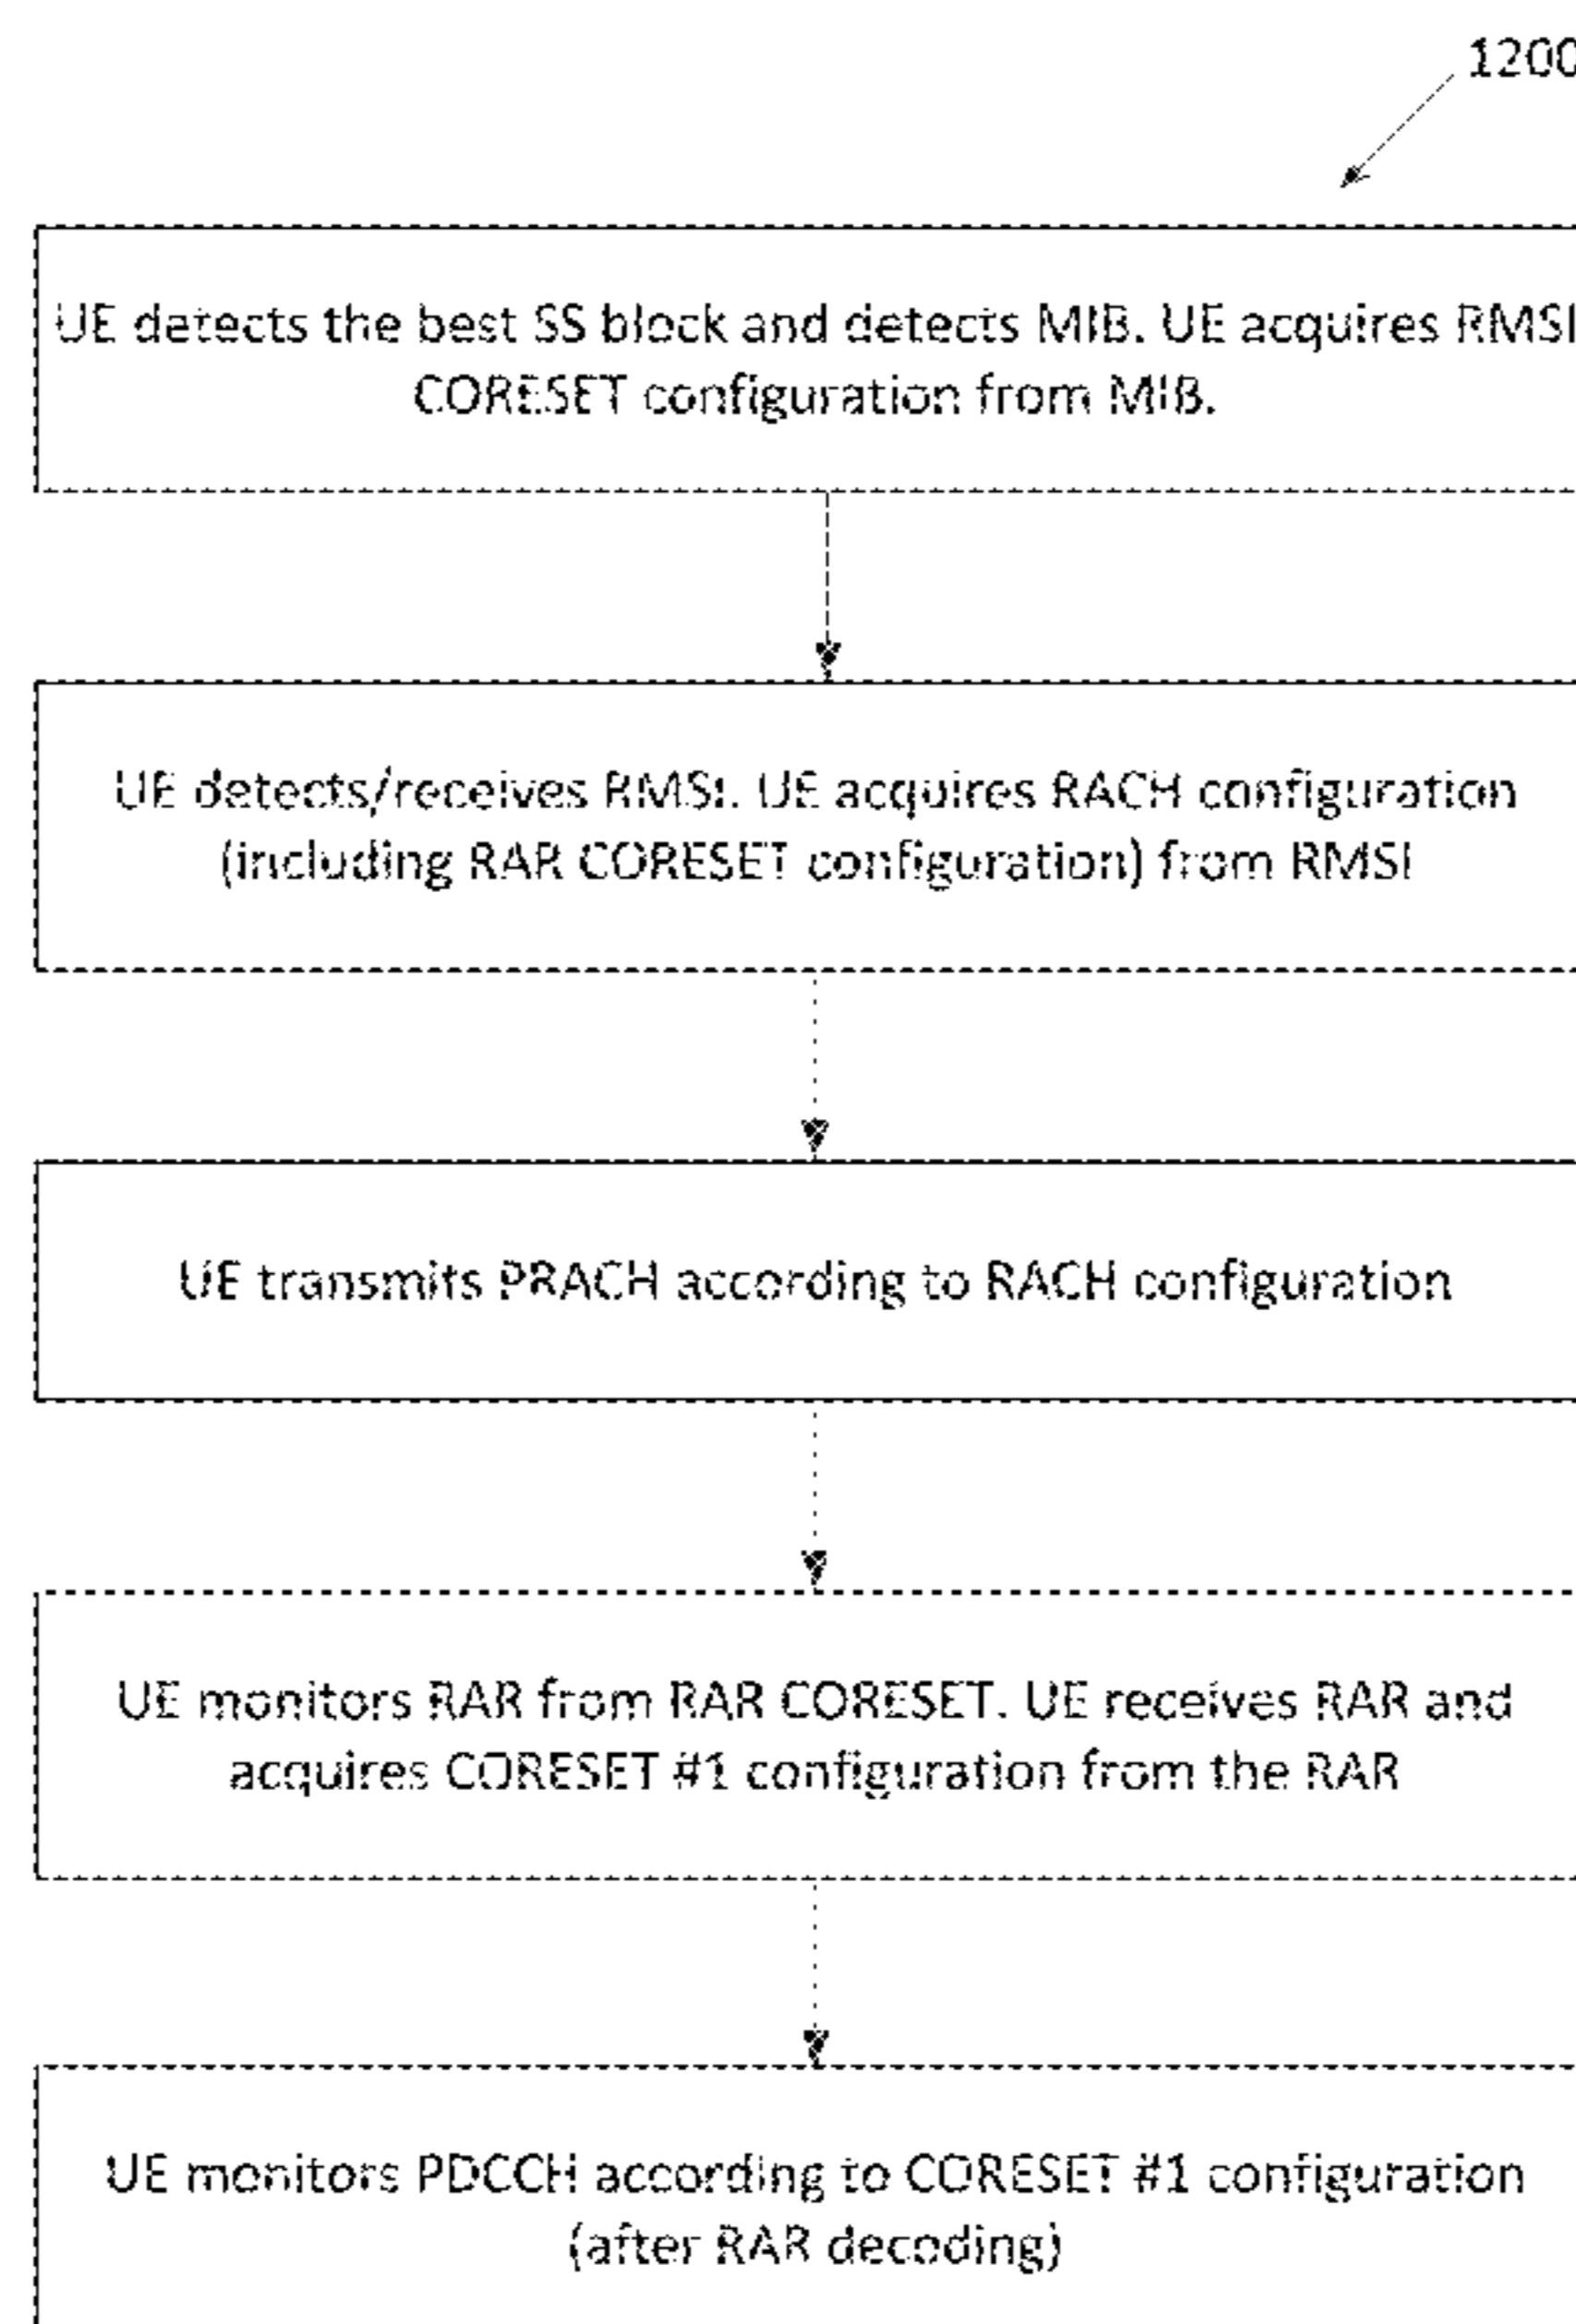 1200
UE detects the best SS block and detects MIB. UE acquires RMSI
CORESET configuration from MIB.
UE detects/receives RMSI. UE acquires RACH configuration
(including RAR CORESET configuration) from RMSI
UE transmits PRACH according to RACH configuration
UE monitors RAR from RAR CORESET. UE receives RAR and
acquires CORESET #1 configuration from the RAR
UE monitors PDCCH according to CORESET #1 configuration
(after RAR decoding)